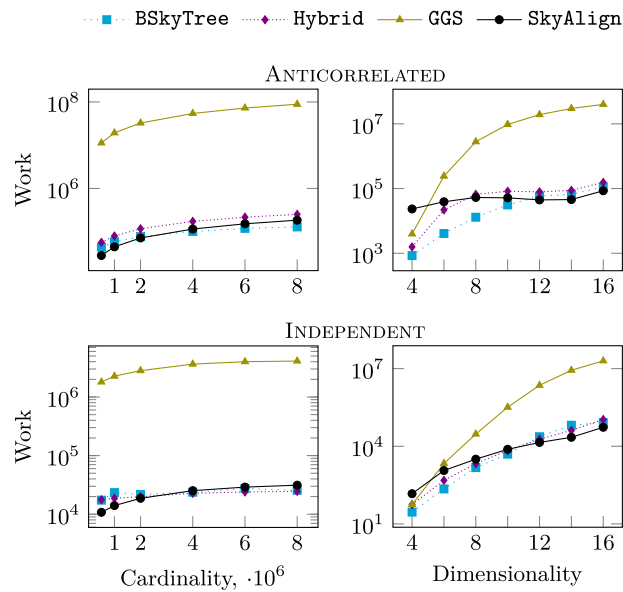 BSkyTree Hybrid GGS SkyAlign
ANTICORRELATED
10^8
10^6
Work
1 2 4 6 8
10^7
10^5
10^3
4 8 12 16
INDEPENDENT
10^6
10^5
10^4
Work
1 2 4 6 8
Cardinality, ·10^6
10^7
10^4
10^1
4 8 12 16
Dimensionality